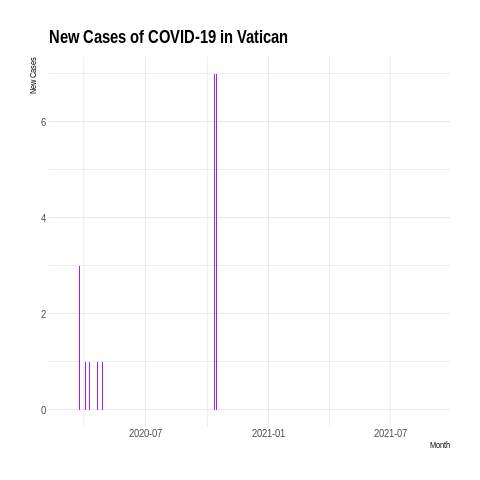 New Cases of COVID-19 in Vatican
New Cases
6
4
2
0
2020-07
2021-01
2021-07
Month